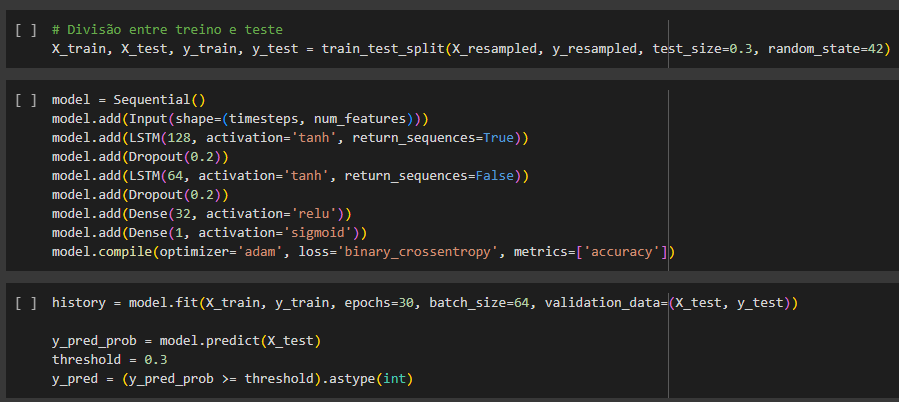 [ ] # Divisão entre treino e teste
X_train, X_test, y_train, y_test = train_test_split(X_resampled, y_resampled, test_size=0.3, random_state=42)
[ ] model = Sequential()
model.add(Input(shape=(timesteps, num_features)))
model.add(LSTM(128, activation='tanh', return_sequences=True))
model.add(Dropout(0.2))
model.add(LSTM(64, activation='tanh', return_sequences=False))
model.add(Dropout(0.2))
model.add(Dense(32, activation='relu'))
model.add(Dense(1, activation='sigmoid'))
model.compile(optimizer='adam', loss='binary_crossentropy', metrics=['accuracy'])
[ ] history = model.fit(X_train, y_train, epochs=30, batch_size=64, validation_data=(X_test, y_test))
y_pred_prob = model.predict(X_test)
threshold = 0.3
y_pred = (y_pred_prob >= threshold).astype(int)